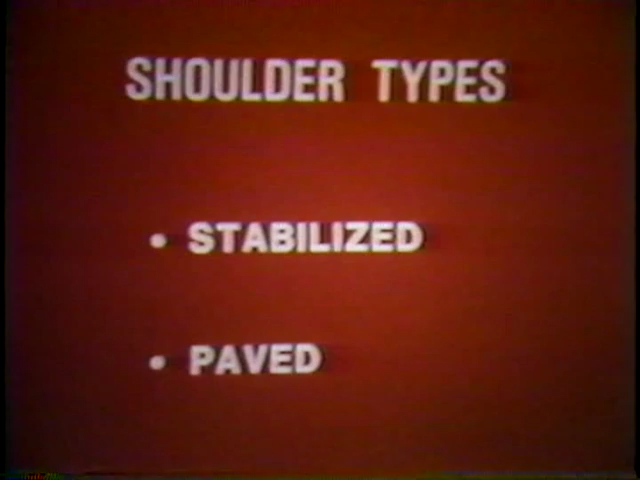 SHOULDER TYPES
• STABILIZED
• PAVED